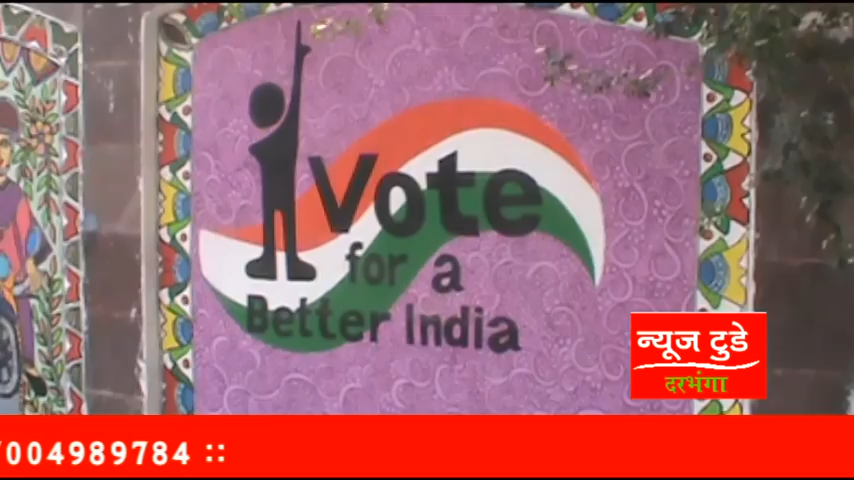 Vote
for a
Better India
न्यूज टुडे
दरभंगा
004989784 ::